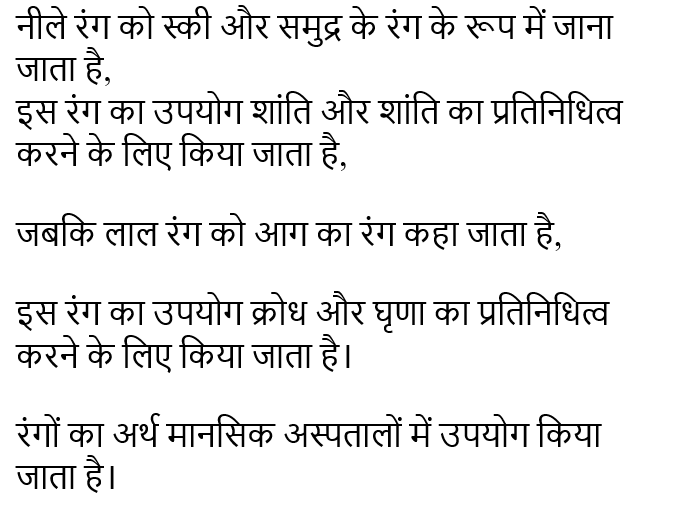 नीले रंग को स्की और समुद्र के रंग के रूप में जाना
जाता है,
इस रंग का उपयोग शांति और शांति का प्रतिनिधित्व
करने के लिए किया जाता है,
जबकि लाल रंग को आग का रंग कहा जाता है,
इस रंग का उपयोग क्रोध और घृणा का प्रतिनिधित्व
करने के लिए किया जाता है।
रंगों का अर्थ मानसिक अस्पतालों में उपयोग किया
जाता है।